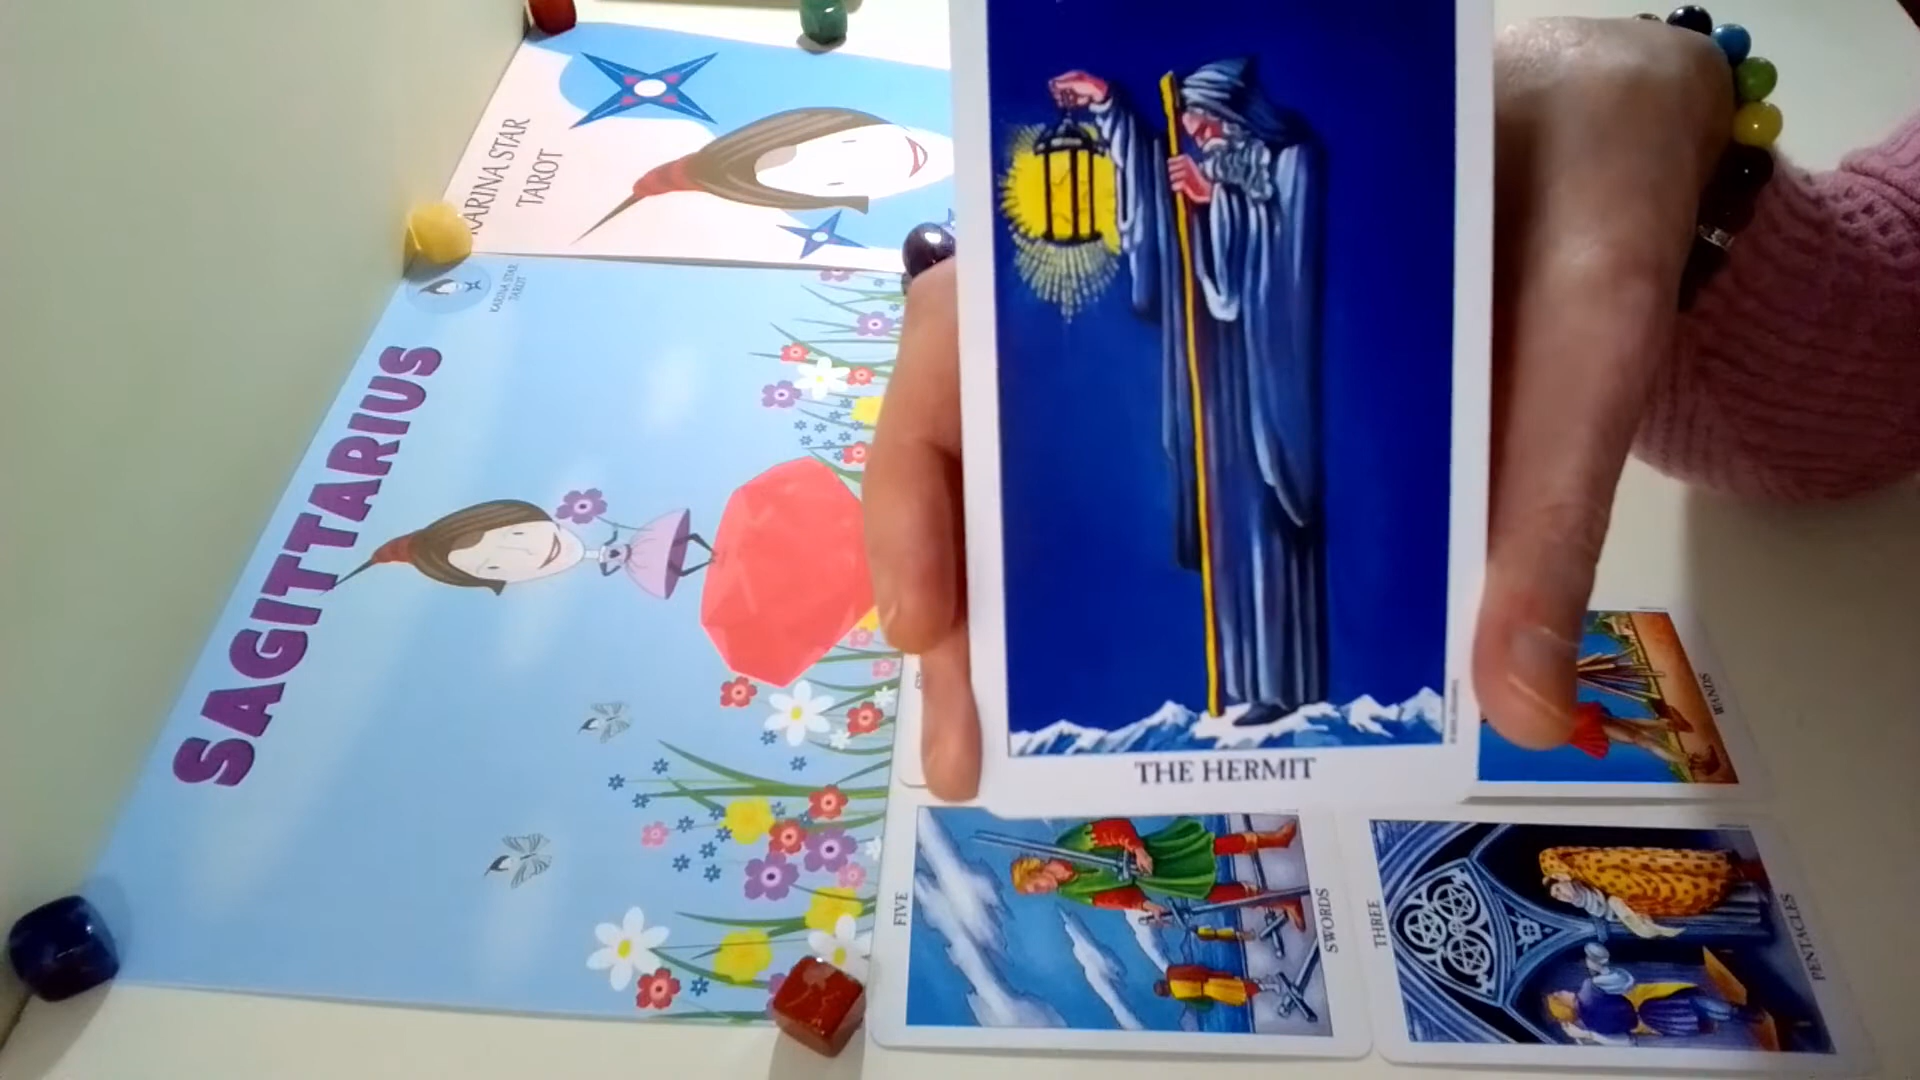 KARINA STAR
TAROT
KARINA STAR
TAROT
SAGITTARIUS
THE HERMIT
WANDS
FIVE
SWORDS
THREE
PENTACLES